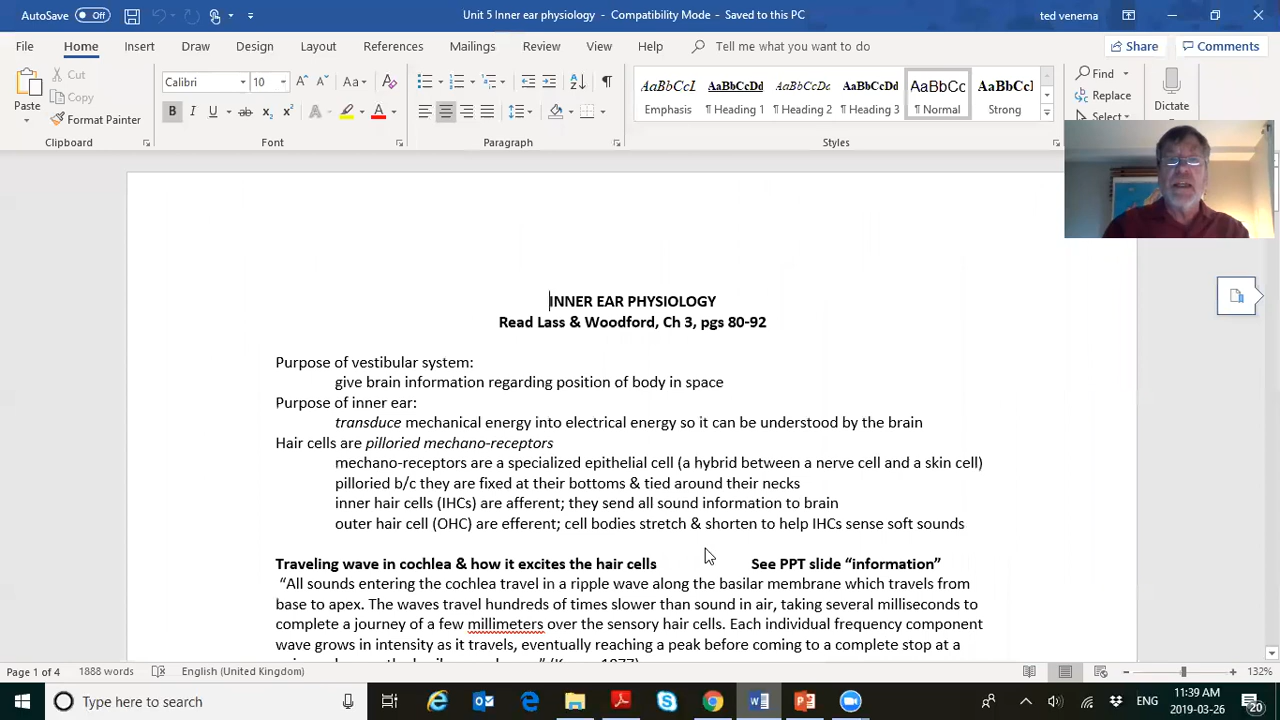 AutoSave Off
Unit 5 Inner ear physiology - Compatibility Mode - Saved to this PC
ted venema
File Home Insert Draw Design Layout References Mailings Review View Help Tell me what you want to do Share Comments
Paste
Cut
Copy
Format Painter
Clipboard
Calibri 10
Font
Paragraph
AaBbCcL AaBbCcDd AaBbCcDc AaBbCcDd AaBbCc AaBbCcl
Emphasis ¶ Heading 1 ¶ Heading 2 ¶ Heading 3 ¶ Normal Strong
Styles
Find
Replace
Select
Dictate
INNER EAR PHYSIOLOGY
Read Lass & Woodford, Ch 3, pgs 80-92
Purpose of vestibular system:
give brain information regarding position of body in space
Purpose of inner ear:
transduce mechanical energy into electrical energy so it can be understood by the brain
Hair cells are pilloried mechano-receptors
mechano-receptors are a specialized epithelial cell (a hybrid between a nerve cell and a skin cell)
pilloried b/c they are fixed at their bottoms & tied around their necks
inner hair cells (IHCs) are afferent; they send all sound information to brain
outer hair cell (OHC) are efferent; cell bodies stretch & shorten to help IHCs sense soft sounds
Traveling wave in cochlea & how it excites the hair cells See PPT slide “information”
“All sounds entering the cochlea travel in a ripple wave along the basilar membrane which travels from
base to apex. The waves travel hundreds of times slower than sound in air, taking several milliseconds to
complete a journey of a few millimeters over the sensory hair cells. Each individual frequency component
wave grows in intensity as it travels, eventually reaching a peak before coming to a complete stop at a
Page 1 of 4 1888 words English (United Kingdom) 132%
Type here to search
ENG
11:39 AM
2019-03-26
20